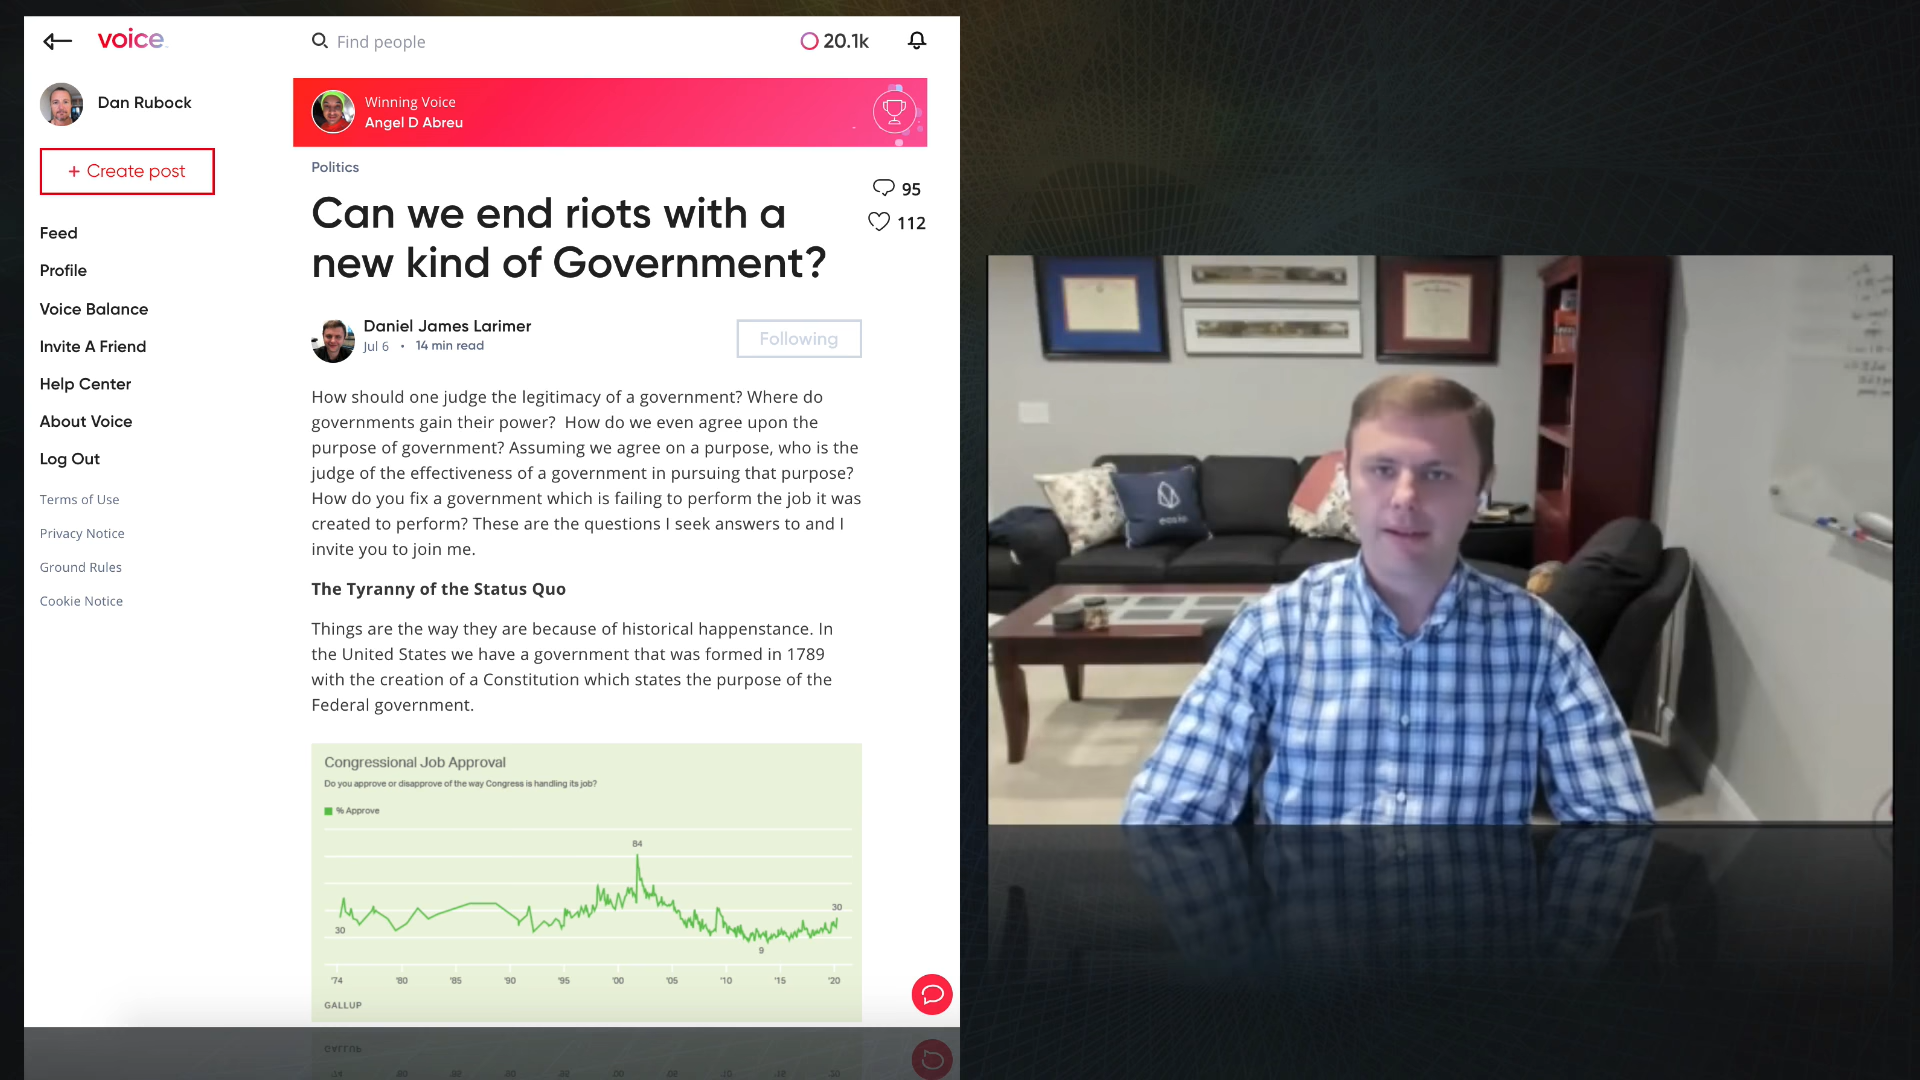 voice
Find people
20.1k
Dan Rubock
+ Create post
Feed
Profile
Voice Balance
Invite A Friend
Help Center
About Voice
Log Out
Terms of Use
Privacy Notice
Ground Rules
Cookie Notice
Winning Voice
Angel D Abreu
Politics
95
112
Can we end riots with a
new kind of Government?
Daniel James Larimer
Jul 6 • 14 min read
Following
How should one judge the legitimacy of a government? Where do
governments gain their power?  How do we even agree upon the
purpose of government? Assuming we agree on a purpose, who is the
judge of the effectiveness of a government in pursuing that purpose?
How do you fix a government which is failing to perform the job it was
created to perform? These are the questions I seek answers to and I
invite you to join me.
The Tyranny of the Status Quo
Things are the way they are because of historical happenstance. In
the United States we have a government that was formed in 1789
with the creation of a Constitution which states the purpose of the
Federal government.
Congressional Job Approval
Do you approve or disapprove of the way Congress is handling its job?
% Approve
84
30
30
9
'74 '80 '85 '90 '95 '00 '05 '10 '15 '20
GALLUP